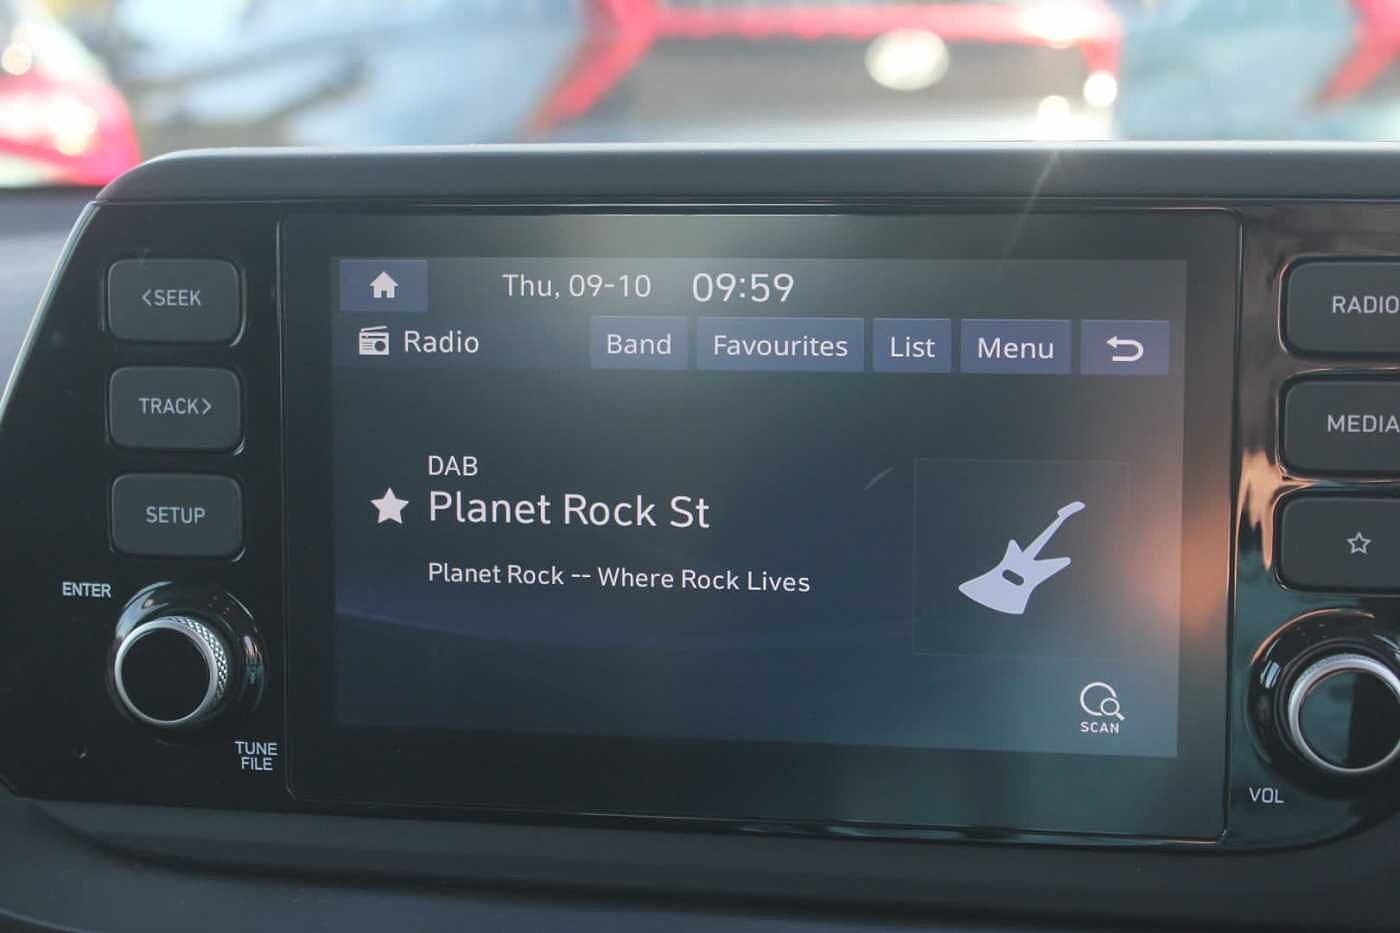 <SEEK
TRACK>
SETUP
ENTER
TUNE
FILE
Thu, 09-10 09:59
Radio Band Favourites List Menu
DAB
Planet Rock St
Planet Rock -- Where Rock Lives
SCAN
RADIO
MEDIA
VOL